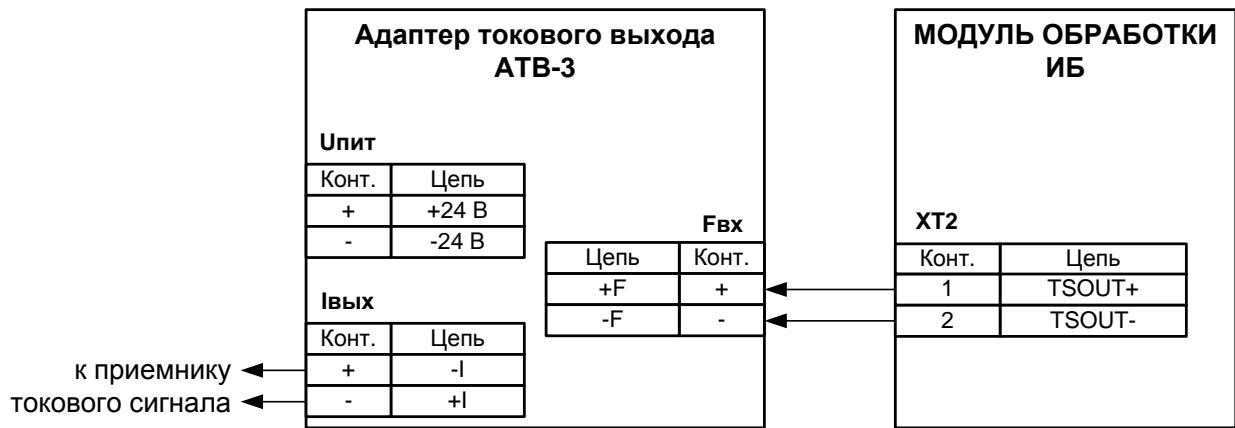 Адаптер токового выхода
АТВ-3
Uпит
Конт. Цепь
+ +24 В
- -24 В
Fвх
Цепь Конт.
+F +
-F -
Iвых
Конт. Цепь
+ -I
- +I
к приемнику
токового сигнала
МОДУЛЬ ОБРАБОТКИ
ИБ
XT2
Конт. Цепь
1 TSOUT+
2 TSOUT-